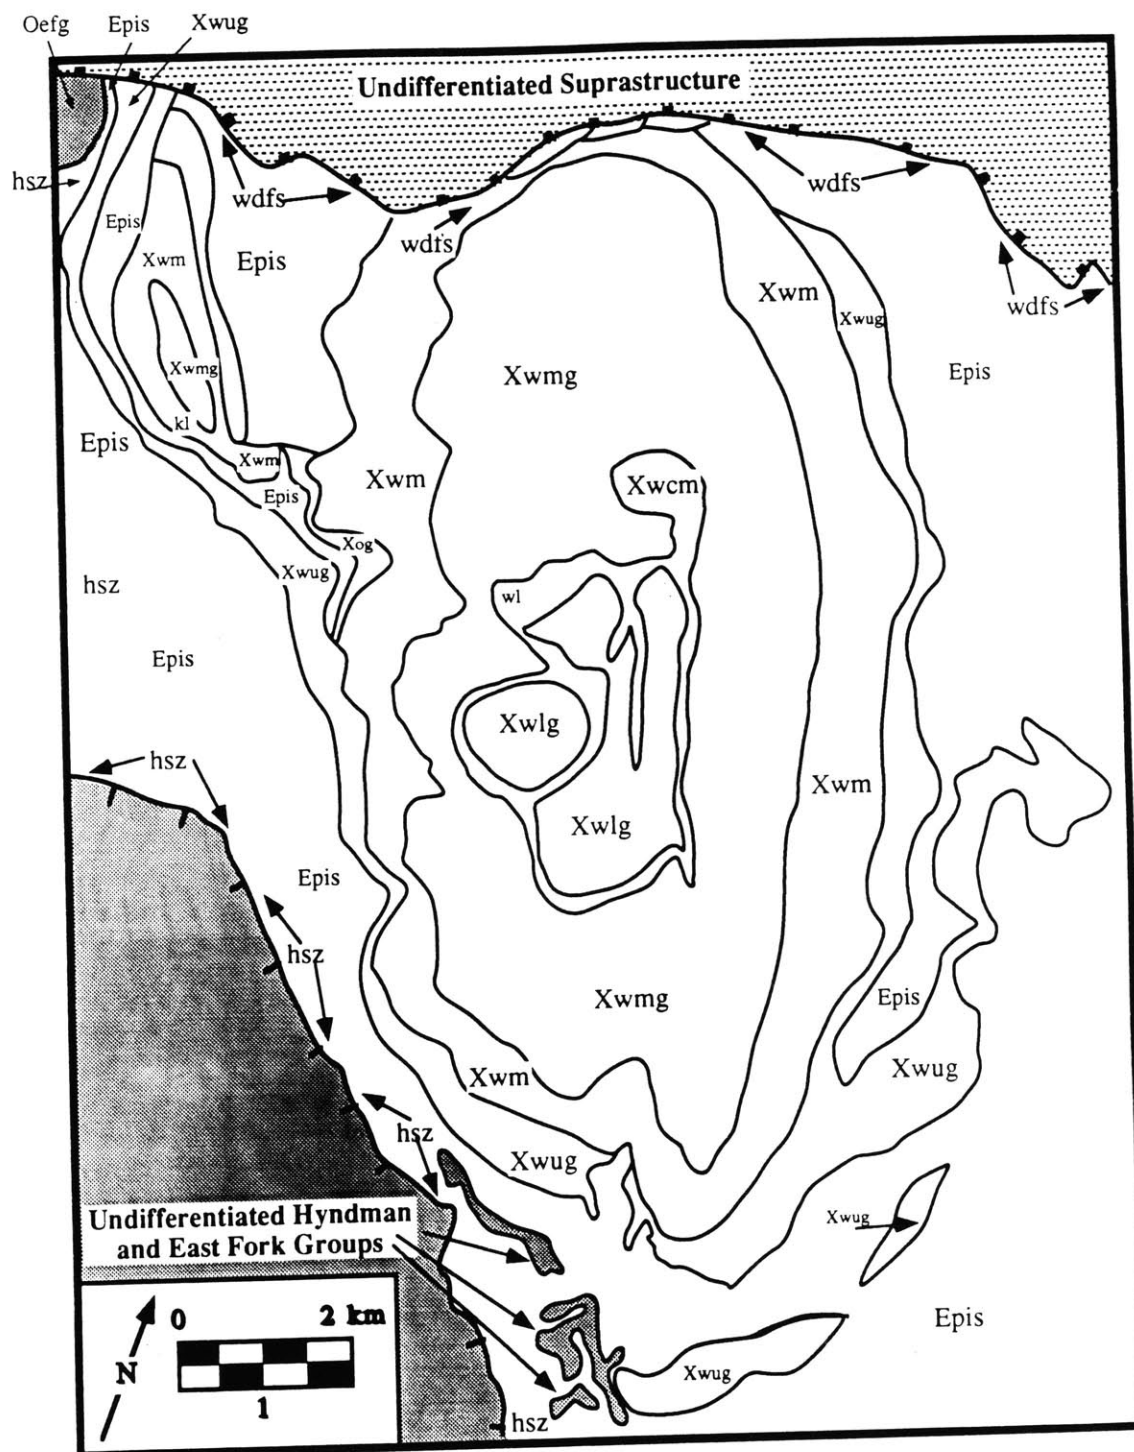 Oefg
Epis
Xwug
Undifferentiated Suprastructure
hsz
wdfs
wdfs
Epis
Epis
wdfs
Xwm
Xwm
Xwug
wdfs
Xwmg
Xwmg
Epis
kl
Epis
Xwm
Xwm
Xwcm
Epis
Xog
Xwug
hsz
wl
Epis
Xwlg
hsz
Xwm
Xwlg
Epis
hsz
Xwmg
Epis
Xwug
Xwm
hsz
Xwug
Undifferentiated Hyndman
and East Fork Groups
Xwug
0 2 km
Epis
N
Xwug
1
hsz